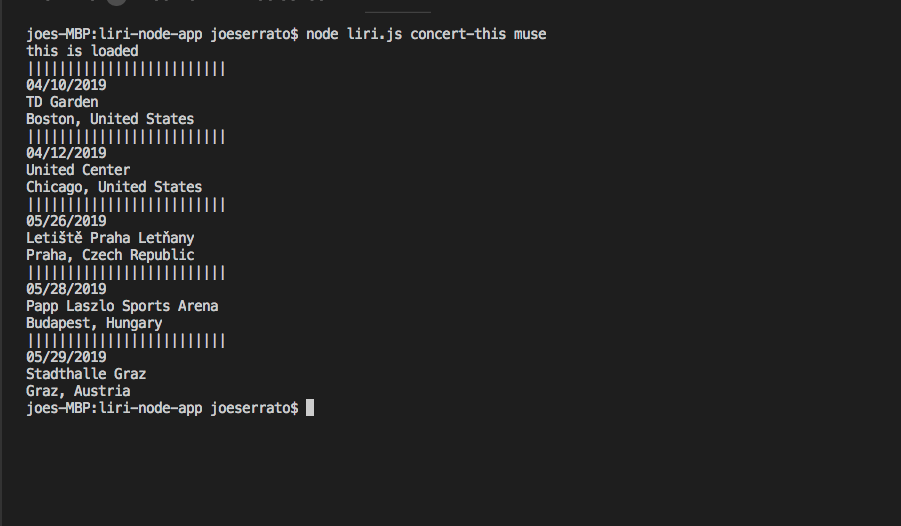 joes-MBP:liri-node-app joeserrato$ node liri.js concert-this muse
this is loaded
|||||||||||||||||||||||||
04/10/2019
TD Garden
Boston, United States
|||||||||||||||||||||||||
04/12/2019
United Center
Chicago, United States
|||||||||||||||||||||||||
05/26/2019
Letiště Praha Letňany
Praha, Czech Republic
|||||||||||||||||||||||||
05/28/2019
Papp Laszlo Sports Arena
Budapest, Hungary
|||||||||||||||||||||||||
05/29/2019
Stadthalle Graz
Graz, Austria
joes-MBP:liri-node-app joeserrato$